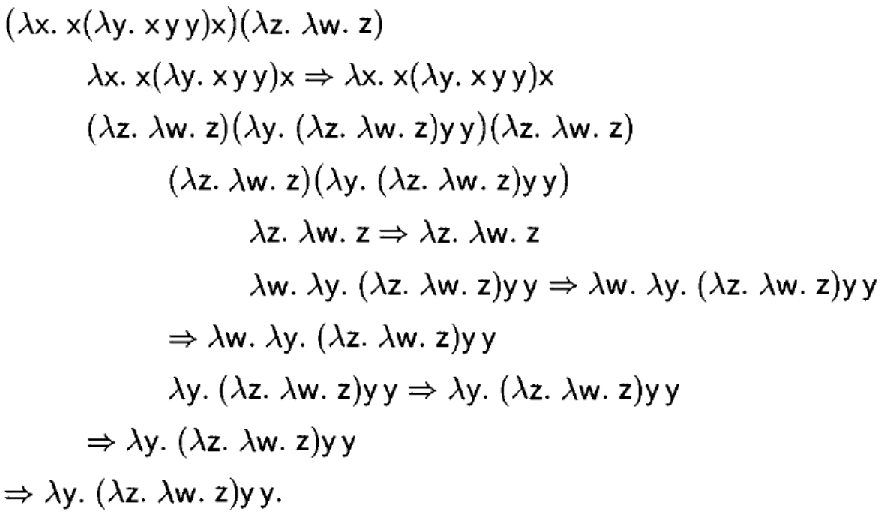 (λx. x(λy. x y y)x)(λz. λw. z)
λx. x(λy. x y y)x ⇒ λx. x(λy. x y y)x
(λz. λw. z)(λy. (λz. λw. z)y y)(λz. λw. z)
(λz. λw. z)(λy. (λz. λw. z)y y)
λz. λw. z ⇒ λz. λw. z
λw. λy. (λz. λw. z)y y ⇒ λw. λy. (λz. λw. z)y y
⇒ λw. λy. (λz. λw. z)y y
λy. (λz. λw. z)y y ⇒ λy. (λz. λw. z)y y
⇒ λy. (λz. λw. z)y y
⇒ λy. (λz. λw. z)y y.